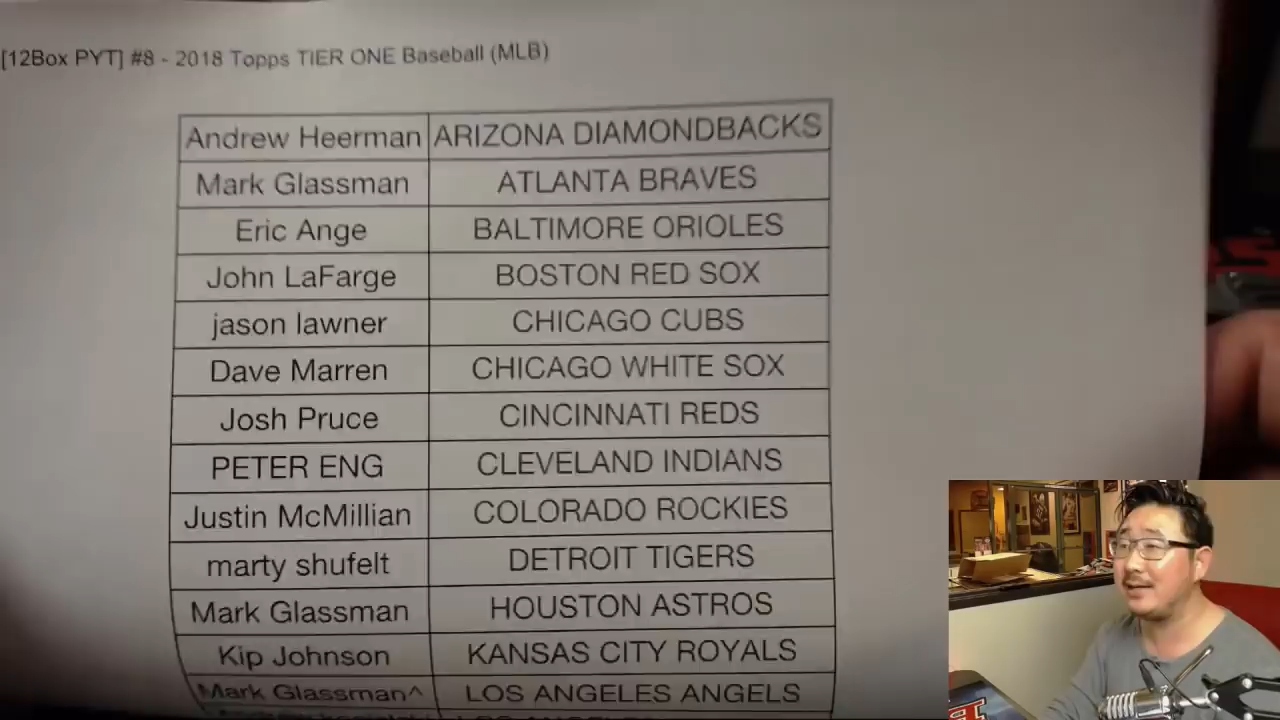 [12Box PYT] #8 - 2018 Topps TIER ONE Baseball (MLB)
Andrew Heerman ARIZONA DIAMONDBACKS
Mark Glassman ATLANTA BRAVES
Eric Ange BALTIMORE ORIOLES
John LaFarge BOSTON RED SOX
jason lawner CHICAGO CUBS
Dave Marren CHICAGO WHITE SOX
Josh Pruce CINCINNATI REDS
PETER ENG CLEVELAND INDIANS
Justin McMillian COLORADO ROCKIES
marty shufelt DETROIT TIGERS
Mark Glassman HOUSTON ASTROS
Kip Johnson KANSAS CITY ROYALS
Mark Glassman^ LOS ANGELES ANGELS
LOS ANGELES